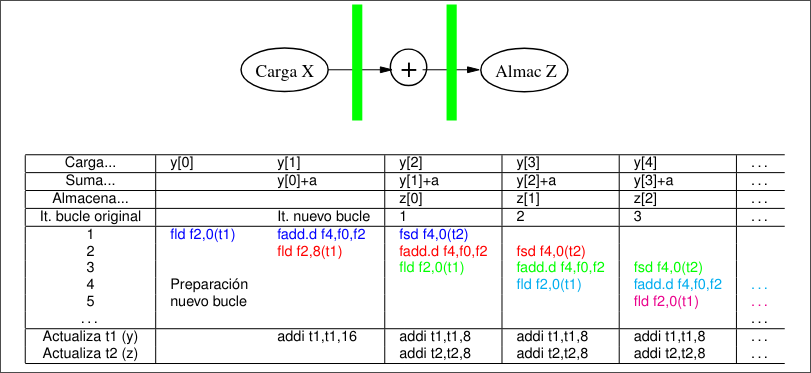 Carga X + Almac Z
Carga... y[0] y[1] y[2] y[3] y[4] ...
Suma... y[0]+a y[1]+a y[2]+a y[3]+a ...
Almacena... z[0] z[1] z[2] ...
It. bucle original It. nuevo bucle 1 2 3 ...
1 fld f2,0(t1) fadd.d f4,f0,f2 fsd f4,0(t2)
2 fld f2,8(t1) fadd.d f4,f0,f2 fsd f4,0(t2)
3 fld f2,0(t1) fadd.d f4,f0,f2 fsd f4,0(t2)
4 Preparación fld f2,0(t1) fadd.d f4,f0,f2 ...
5 nuevo bucle fld f2,0(t1) ...
... ...
Actualiza t1 (y) addi t1,t1,16 addi t1,t1,8 addi t1,t1,8 addi t1,t1,8 ...
Actualiza t2 (z) addi t2,t2,8 addi t2,t2,8 addi t2,t2,8 ...